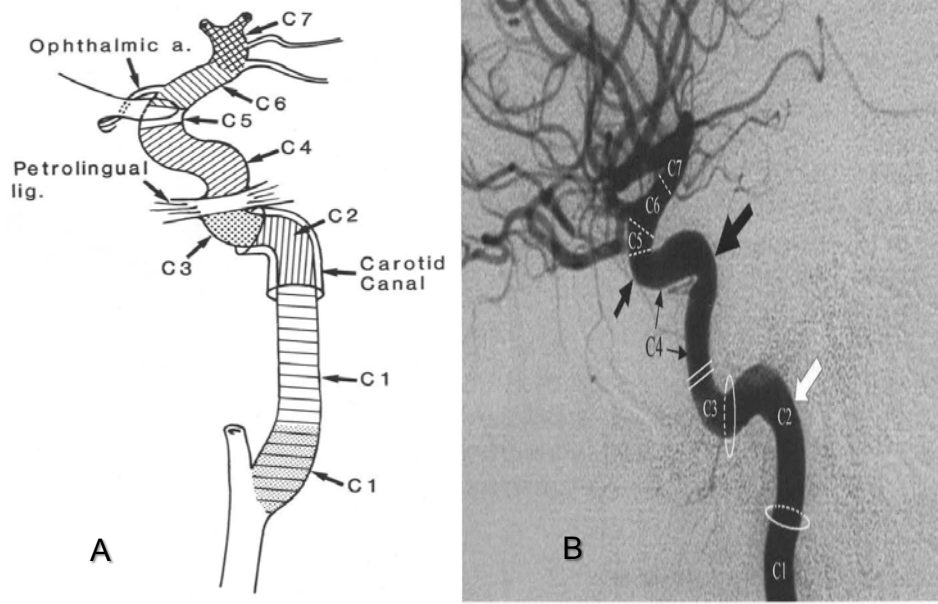 C7
Ophthalmic a.
C6
C5
C4
Petrolingual
lig.
C2
C3
Carotid
Canal
C1
C1
A
C7
C6
C5
C4
C3
C2
C1
B